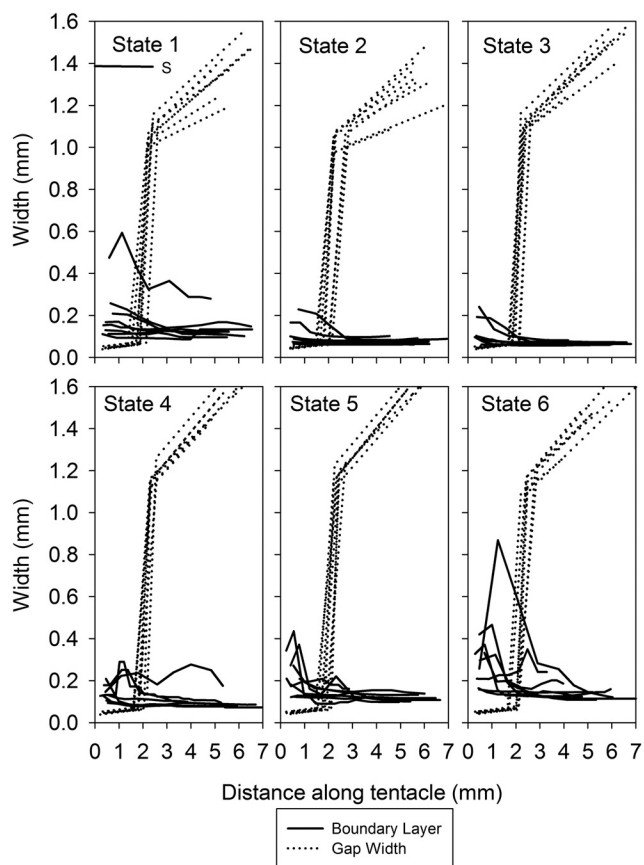 State 1
State 2
State 3
S
1.6
1.4
1.2
1.0
0.8
0.6
0.4
0.2
0.0
Width (mm)
State 4
State 5
State 6
1.6
1.4
1.2
1.0
0.8
0.6
0.4
0.2
0.0
Width (mm)
0 1 2 3 4 5 6 7 0 1 2 3 4 5 6 7 0 1 2 3 4 5 6 7
Distance along tentacle (mm)
Boundary Layer
Gap Width